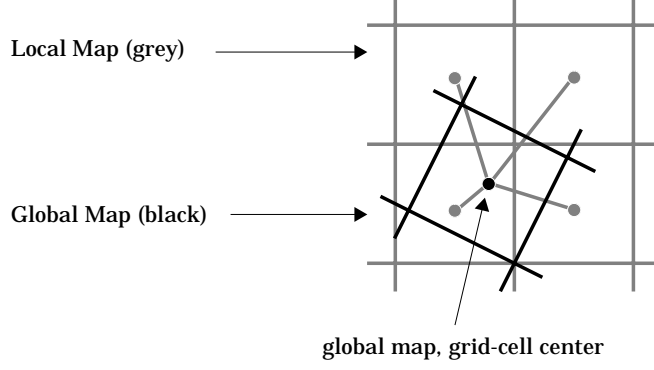 Local Map (grey)
Global Map (black)
global map, grid-cell center